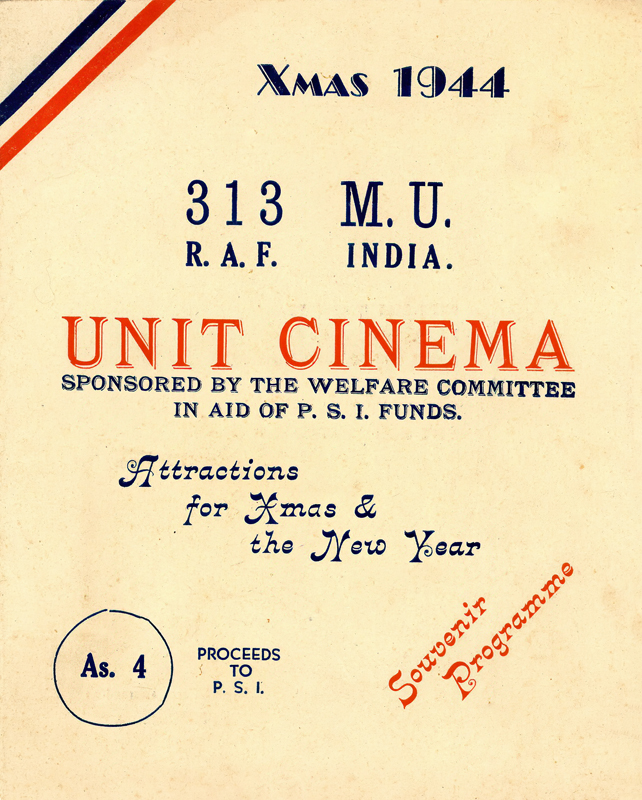 Xmas 1944
313 M. U.
R. A. F. INDIA.
UNIT CINEMA
SPONSORED BY THE WELFARE COMMITTEE
IN AID OF P. S. I. FUNDS.
Attractions
for Xmas &
the New Year
Souvenir
Programme
As. 4
PROCEEDS
TO
P. S. I.